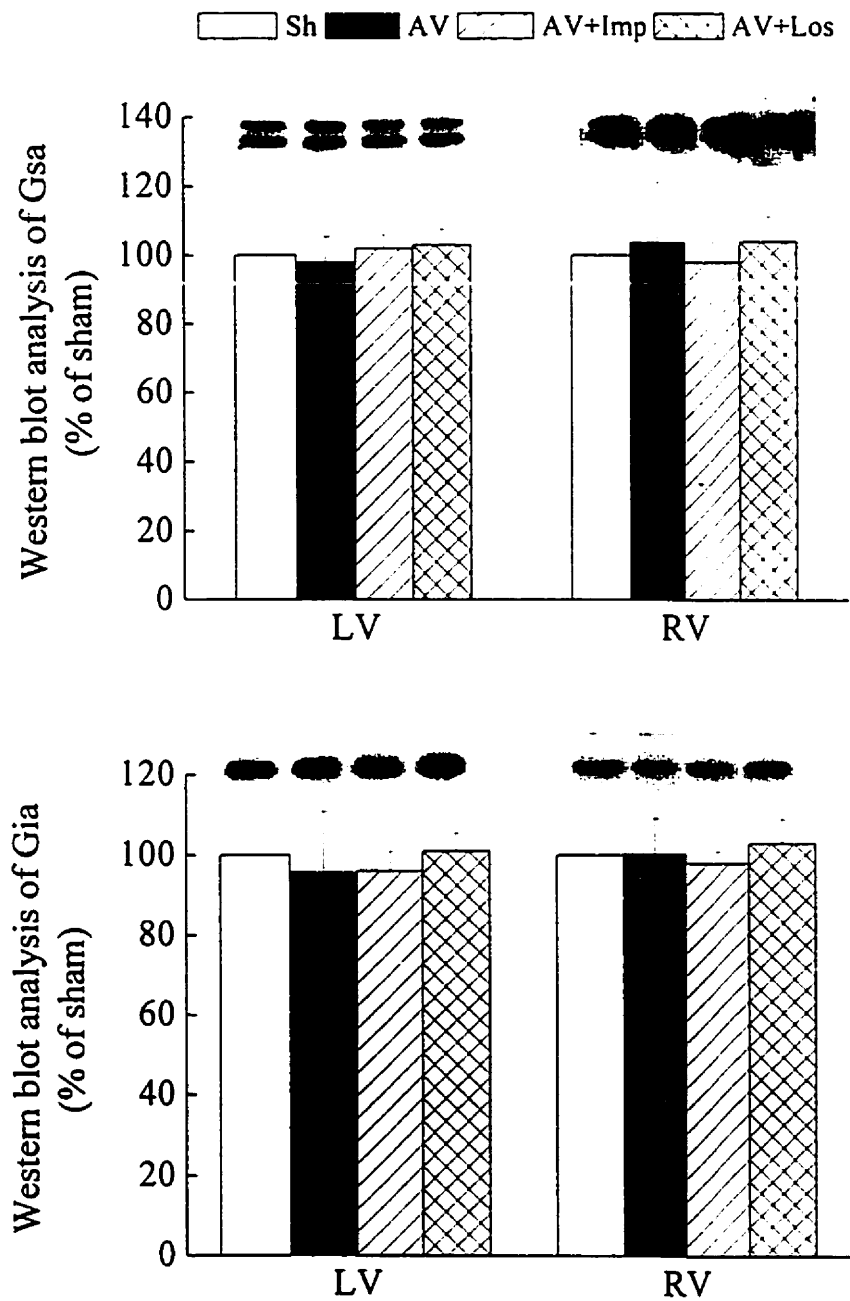 Sh AV AV+Imp AV+Los
Western blot analysis of Gsa
(% of sham)
140
120
100
80
60
40
20
0
LV RV
Western blot analysis of Gia
(% of sham)
120
100
80
60
40
20
0
LV RV